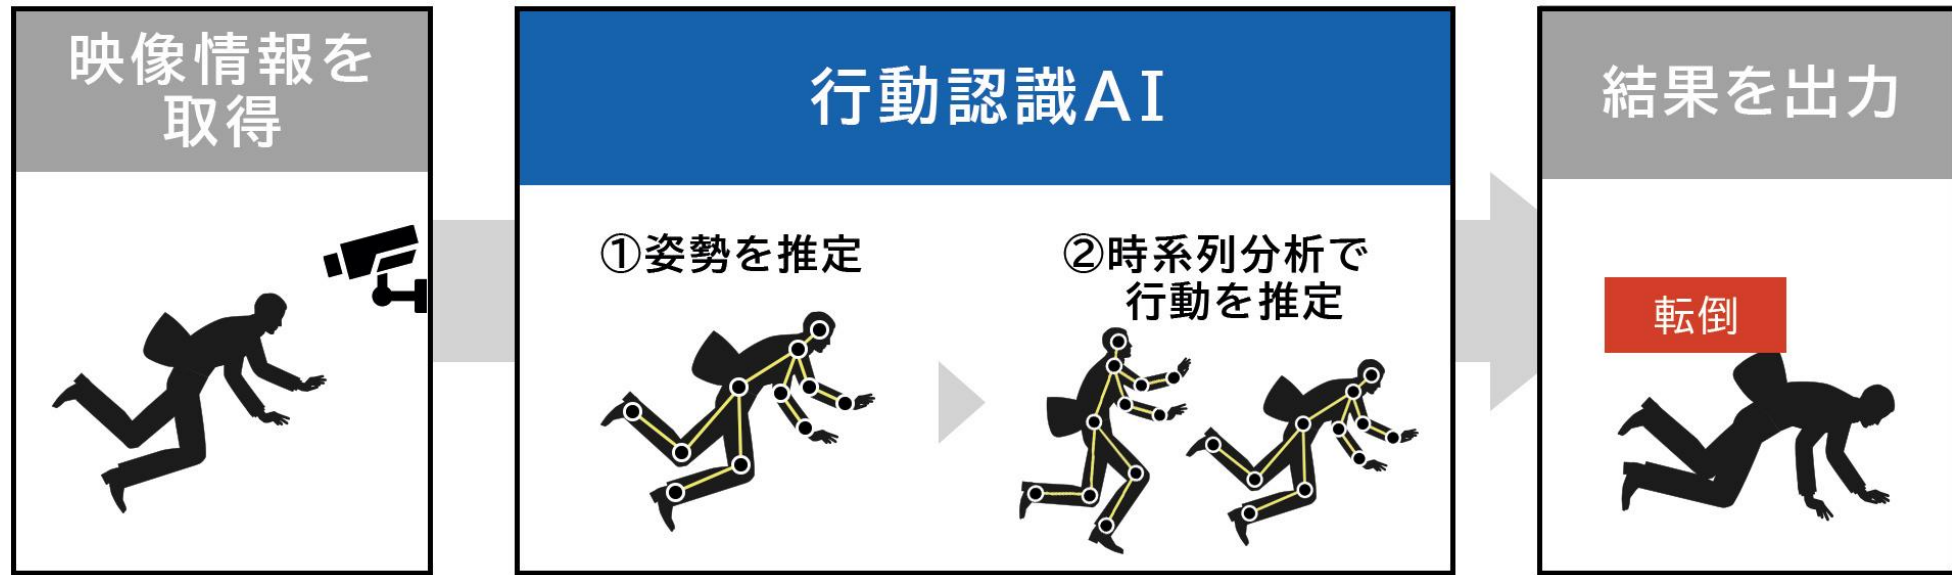 映像情報を
取得
行動認識AI
①姿勢を推定
②時系列分析で
行動を推定
結果を出力
転倒